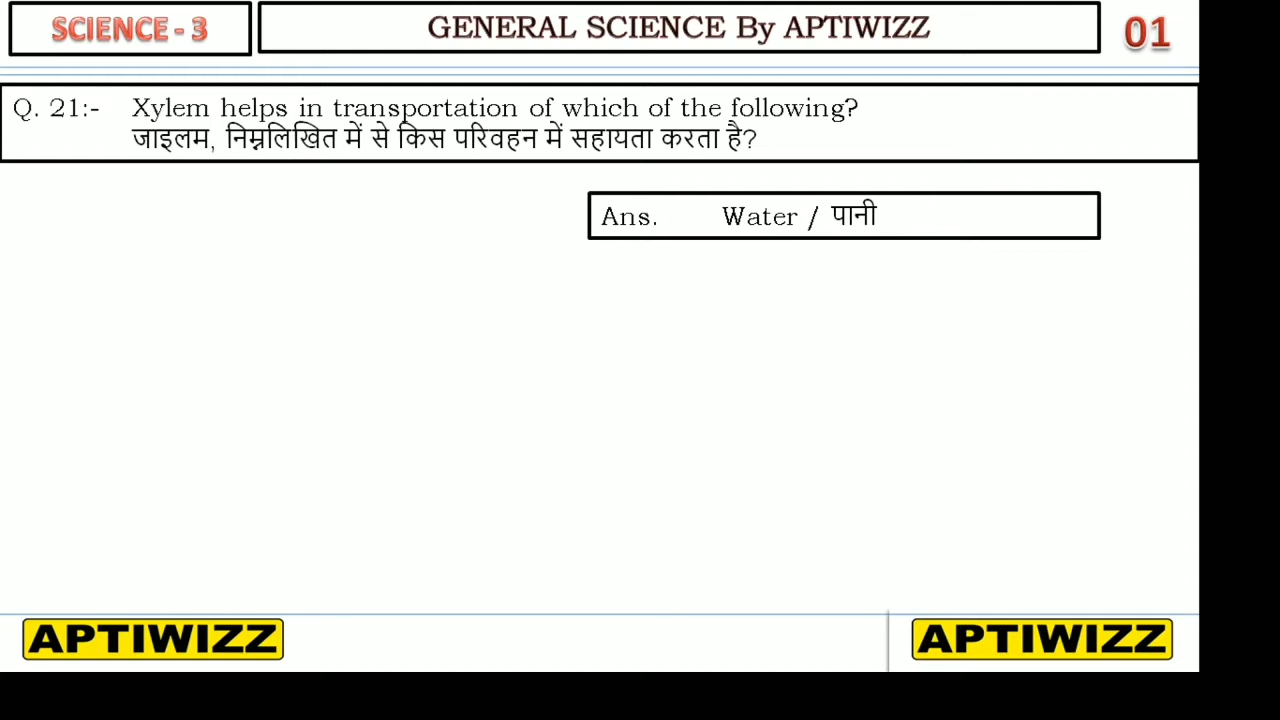 SCIENCE - 3
GENERAL SCIENCE By APTIWIZZ
01
Q. 21:- Xylem helps in transportation of which of the following?
जाइलम, निम्नलिखित में से किस परिवहन में सहायता करता है?
Ans. Water / पानी
APTIWIZZ
APTIWIZZ